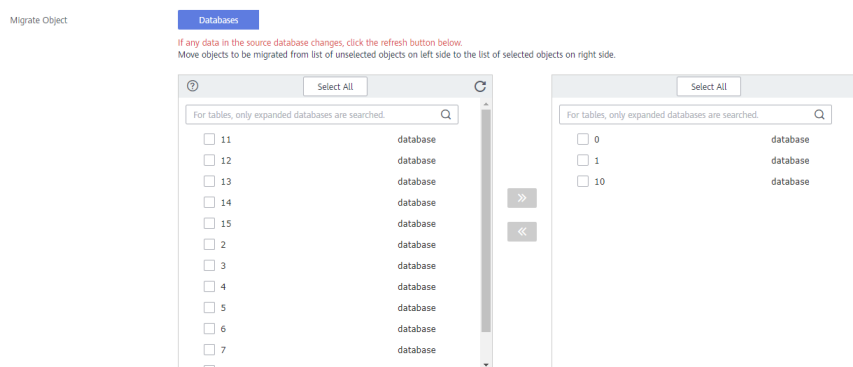 Migrate Object
Databases
If any data in the source database changes, click the refresh button below.
Move objects to be migrated from list of unselected objects on left side to the list of selected objects on right side.
Select All
For tables, only expanded databases are searched.
11 database
12 database
13 database
14 database
15 database
2 database
3 database
4 database
5 database
6 database
7 database
Select All
For tables, only expanded databases are searched.
0 database
1 database
10 database